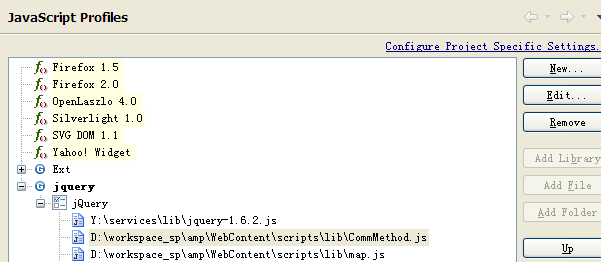 JavaScript Profiles
Configure Project Specific Settings...
Firefox 1.5
Firefox 2.0
OpenLaszlo 4.0
Silverlight 1.0
SVG DOM 1.1
Yahoo! Widget
Ext
jquery
jQuery
Y:\services\lib\jquery-1.6.2.js
D:\workspace_sp\amp\WebContent\scripts\lib\CommMethod.js
D:\workspace_sp\amp\WebContent\scripts\lib\map.js
New...
Edit...
Remove
Add Library
Add File
Add Folder
Up